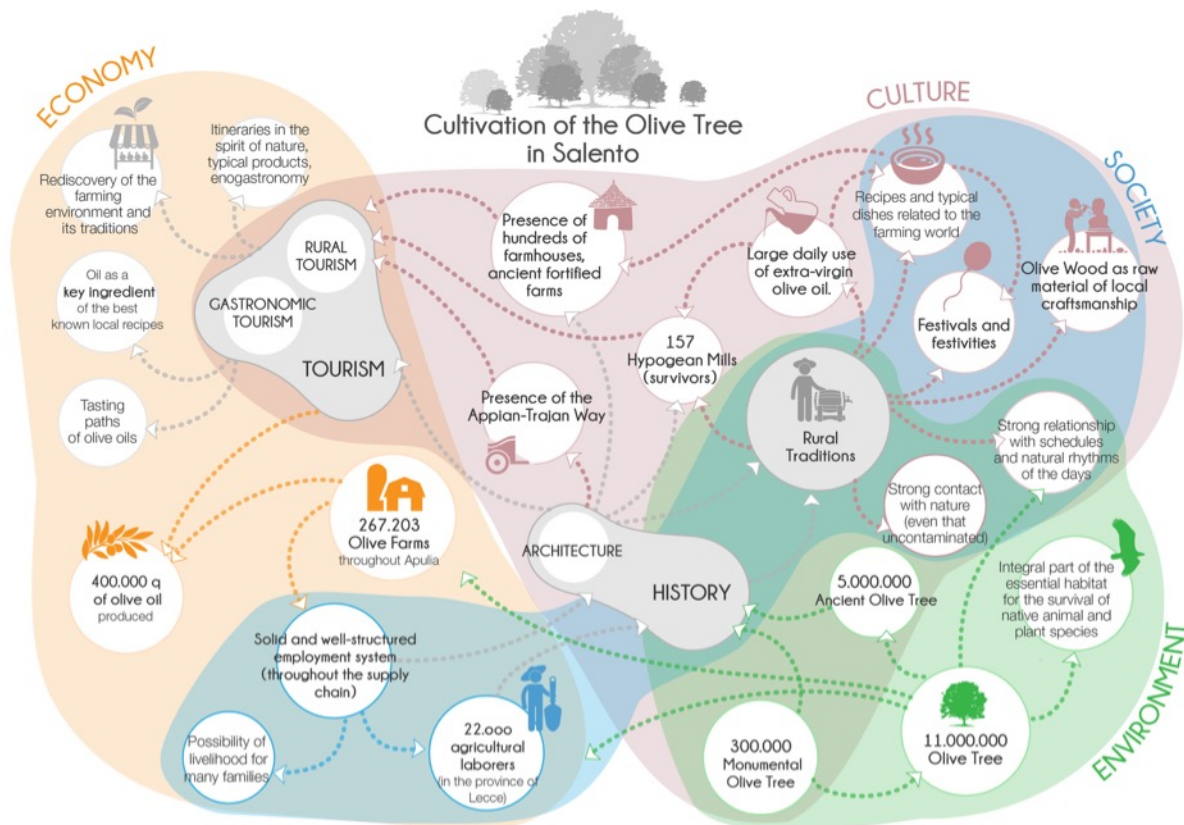 Cultivation of the Olive Tree
in Salento
ECONOMY
Rediscovery of the
farming
environment and
its traditions
Itineraries in the
spirit of nature,
typical products,
enogastronomy
Oil as a
key ingredient
of the best
known local recipes
Tasting
paths
of olive oils
RURAL
TOURISM
GASTRONOMIC
TOURISM
TOURISM
400.000 q
of olive oil
produced
267.203
Olive Farms
throughout Apulia
Solid and well-structured
employment system
(throughout the supply
chain)
Possibility of
livelihood for
many families
22.ooo
agricultural
laborers
(in the province of
Lecce)
CULTURE
Presence of
hundreds of
farmhouses,
ancient fortified
farms
Large daily use
of extra-virgin
olive oil.
157
Hypogean Mills
(survivors)
Presence of the
Appian-Trajan Way
ARCHITECTURE
HISTORY
SOCIETY
Recipes and typical
dishes related to the
farming world
Olive Wood as raw
material of local
craftsmanship
Festivals and
festivities
Rural
Traditions
Strong relationship
with schedules
and natural rhythms
of the days
Strong contact
with nature
(even that
uncontaminated)
ENVIRONMENT
5.000.000
Ancient Olive Tree
Integral part of the
essential habitat
for the survival of
native animal and
plant species
300.000
Monumental
Olive Tree
11.000.000
Olive Tree